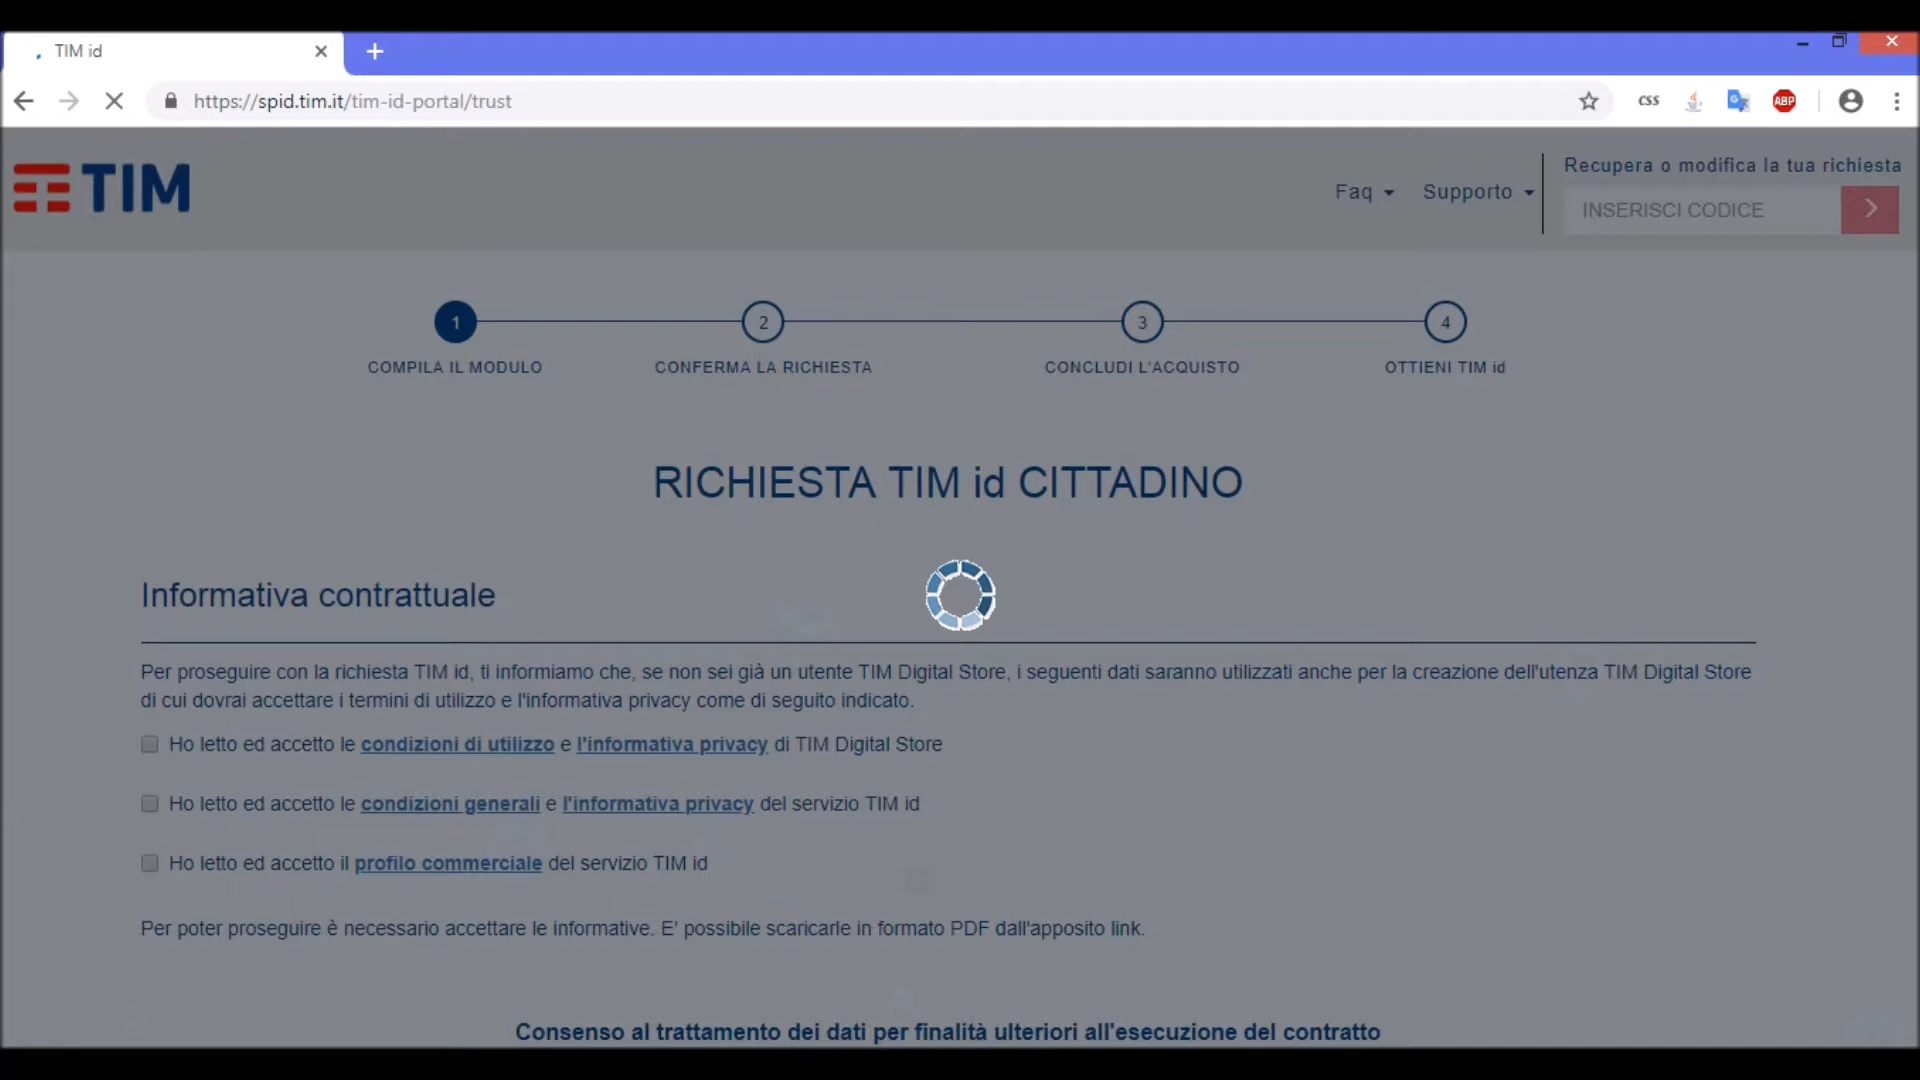 TIM id
https://spid.tim.it/tim-id-portal/trust
CSS
ABP
TIM
Faq
Supporto
Recupera o modifica la tua richiesta
INSERISCI CODICE
1
2
3
4
COMPILA IL MODULO
CONFERMA LA RICHIESTA
CONCLUDI L'ACQUISTO
OTTIENI TIM id
RICHIESTA TIM id CITTADINO
Informativa contrattuale
Per proseguire con la richiesta TIM id, ti informiamo che, se non sei già un utente TIM Digital Store, i seguenti dati saranno utilizzati anche per la creazione dell'utenza TIM Digital Store
di cui dovrai accettare i termini di utilizzo e l'informativa privacy come di seguito indicato.
Ho letto ed accetto le condizioni di utilizzo e l'informativa privacy di TIM Digital Store
Ho letto ed accetto le condizioni generali e l'informativa privacy del servizio TIM id
Ho letto ed accetto il profilo commerciale del servizio TIM id
Per poter proseguire è necessario accettare le informative. E' possibile scaricarle in formato PDF dall'apposito link.
Consenso al trattamento dei dati per finalità ulteriori all'esecuzione del contratto